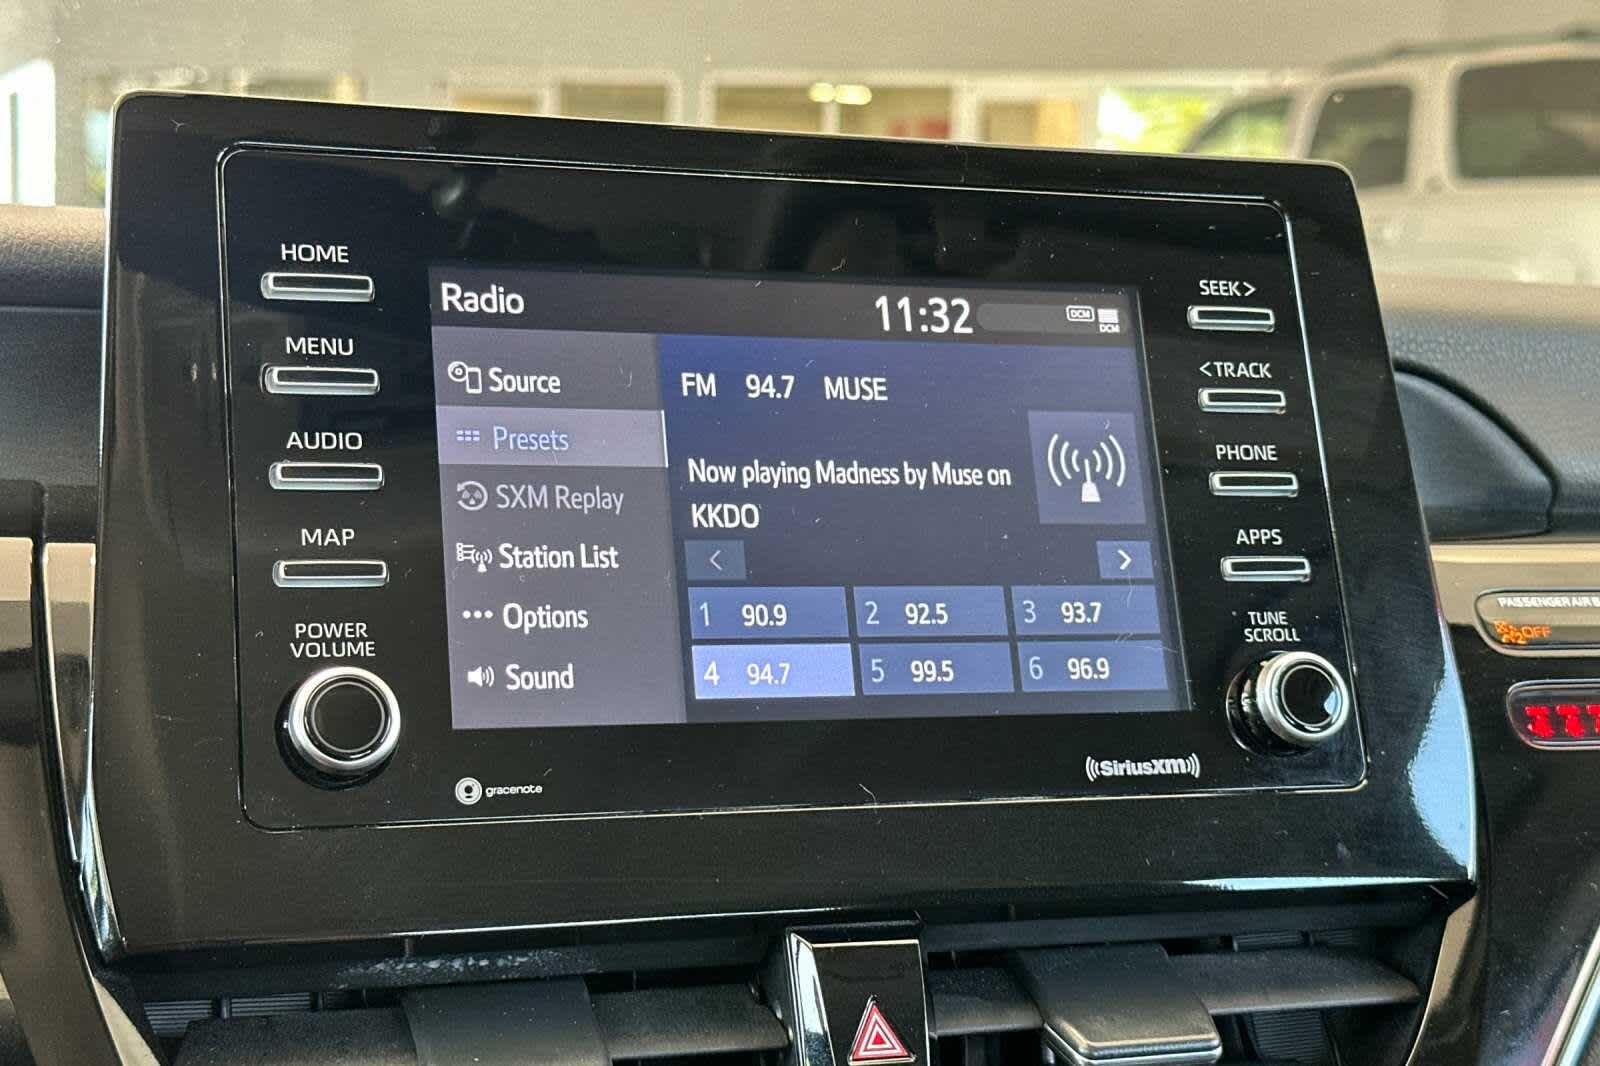 HOME
MENU
AUDIO
MAP
POWER
VOLUME
Radio
11:32
DCM
DCM
Source
Presets
SXM Replay
Station List
Options
Sound
FM 94.7 MUSE
Now playing Madness by Muse on
KKDO
<
>
1 90.9
2 92.5
3 93.7
4 94.7
5 99.5
6 96.9
SEEK>
<TRACK
PHONE
APPS
TUNE
SCROLL
gracenote
((SiriusXM))
PASSENGER AIR B
2 OFF